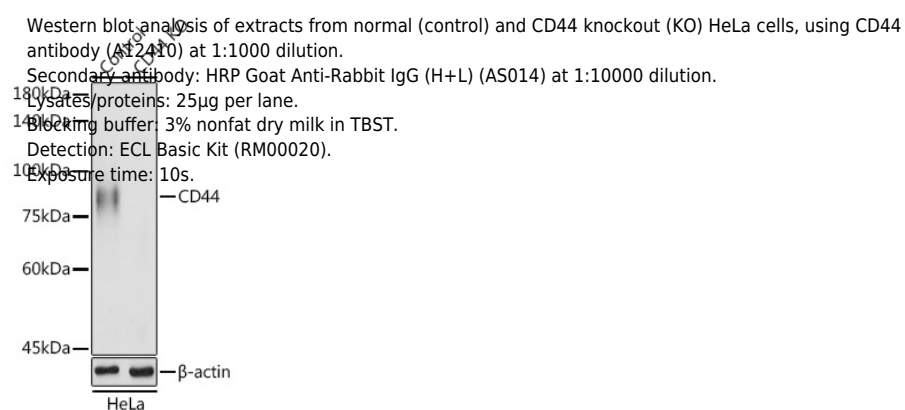 Western blot analysis of extracts from normal (control) and CD44 knockout (KO) HeLa cells, using CD44
antibody (A12410) at 1:1000 dilution.
Secondary antibody: HRP Goat Anti-Rabbit IgG (H+L) (AS014) at 1:10000 dilution.
Lysates/proteins: 25μg per lane.
Blocking buffer: 3% nonfat dry milk in TBST.
Detection: ECL Basic Kit (RM00020).
Exposure time: 10s.
Control
CD44 KO
180kDa
140kDa
100kDa
CD44
75kDa
60kDa
45kDa
β-actin
HeLa